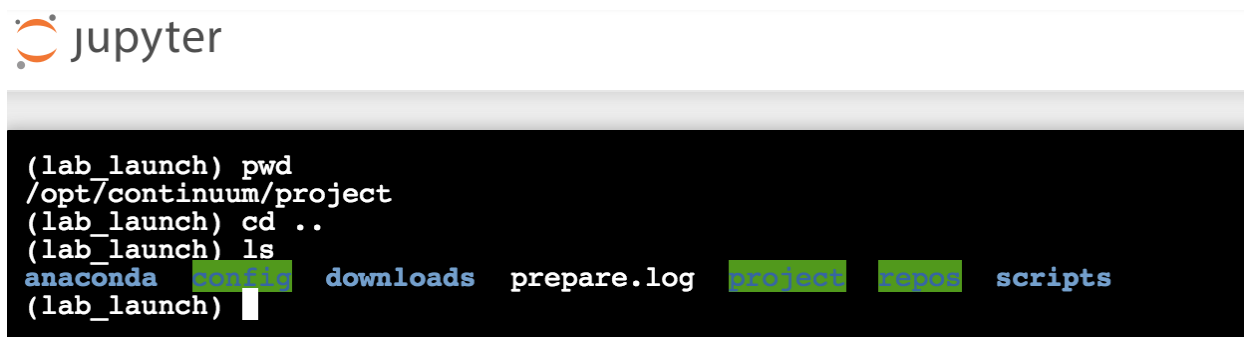 jupyter
(lab_launch) pwd
/opt/continuum/project
(lab_launch) cd ..
(lab_launch) ls
anaconda config downloads prepare.log project repos scripts
(lab_launch)